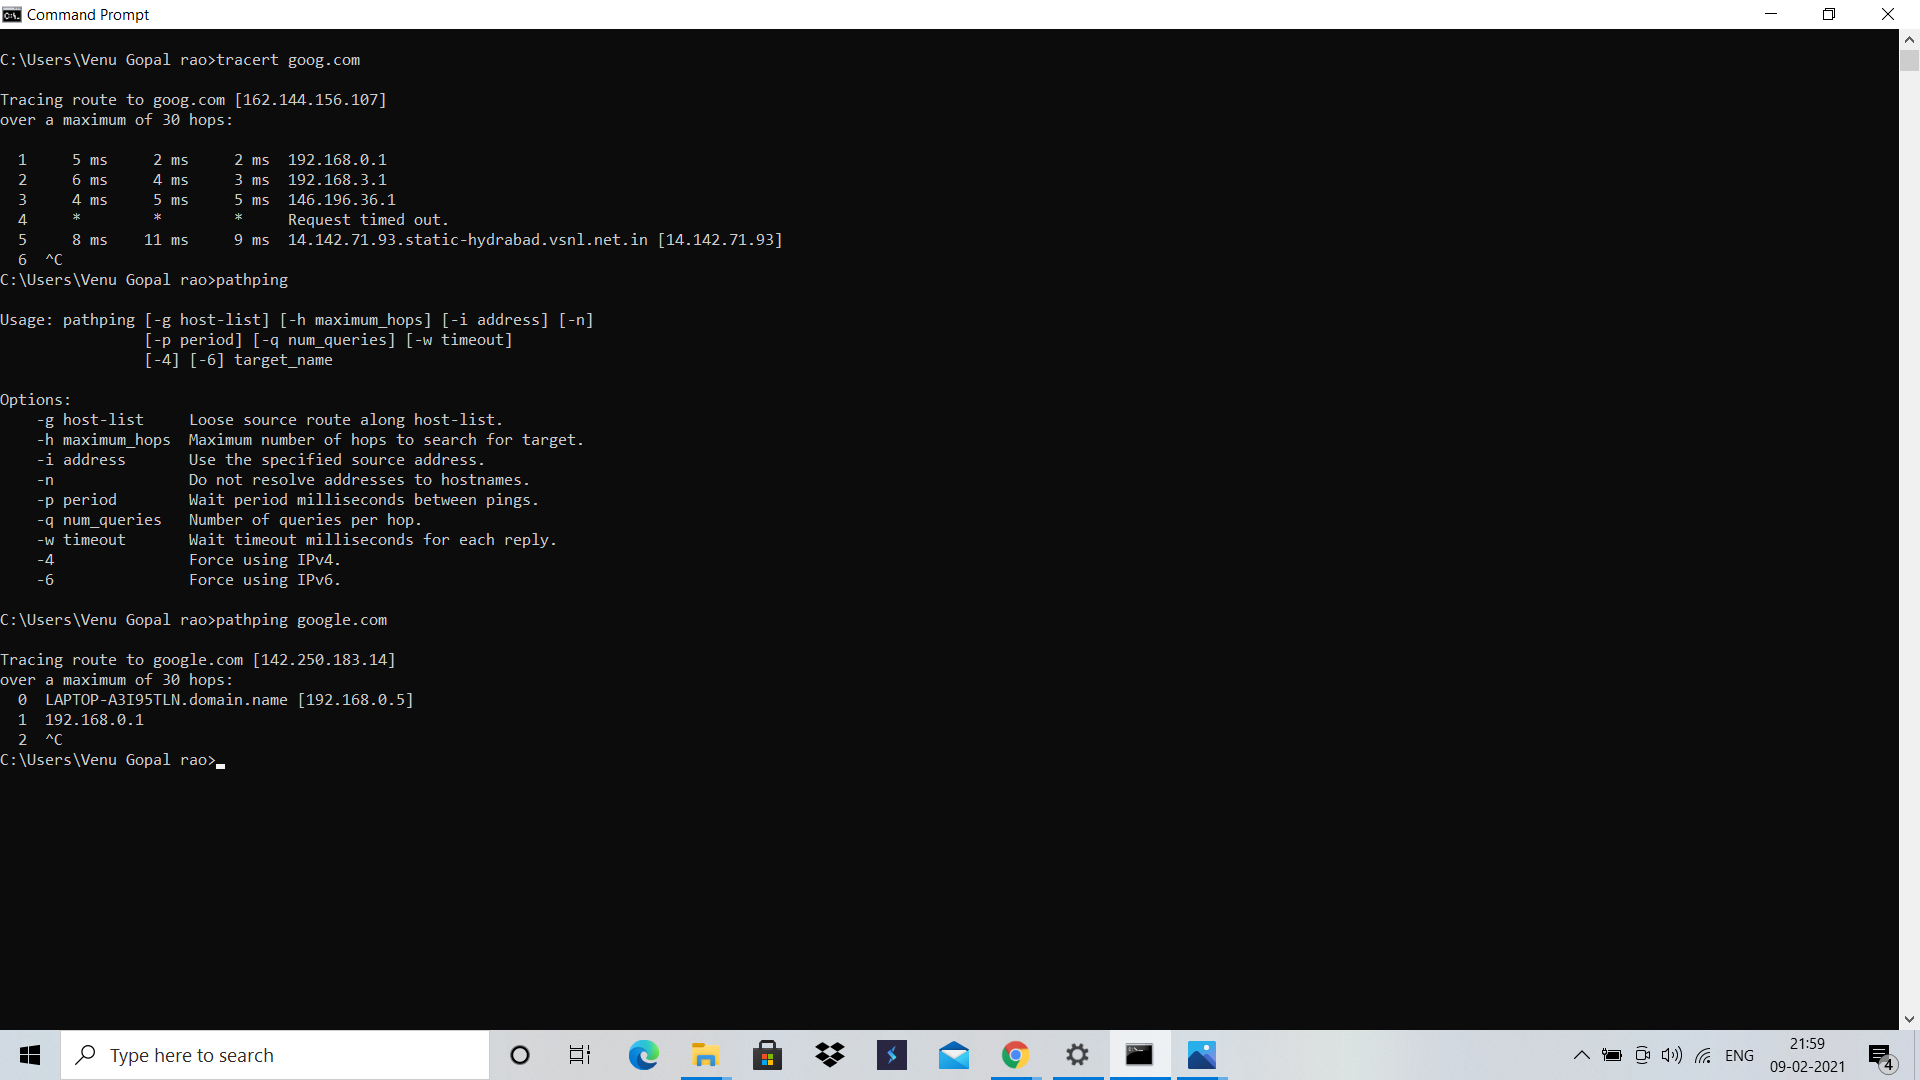 Command Prompt
C:\Users\Venu Gopal rao>tracert goog.com
Tracing route to goog.com [162.144.156.107]
over a maximum of 30 hops:
1 5 ms 2 ms 2 ms 192.168.0.1
2 6 ms 4 ms 3 ms 192.168.3.1
3 4 ms 5 ms 5 ms 146.196.36.1
4 * * * Request timed out.
5 8 ms 11 ms 9 ms 14.142.71.93.static-hydrabad.vsnl.net.in [14.142.71.93]
6 ^C
C:\Users\Venu Gopal rao>pathping
Usage: pathping [-g host-list] [-h maximum_hops] [-i address] [-n]
[-p period] [-q num_queries] [-w timeout]
[-4] [-6] target_name
Options:
-g host-list Loose source route along host-list.
-h maximum_hops Maximum number of hops to search for target.
-i address Use the specified source address.
-n Do not resolve addresses to hostnames.
-p period Wait period milliseconds between pings.
-q num_queries Number of queries per hop.
-w timeout Wait timeout milliseconds for each reply.
-4 Force using IPv4.
-6 Force using IPv6.
C:\Users\Venu Gopal rao>pathping google.com
Tracing route to google.com [142.250.183.14]
over a maximum of 30 hops:
0 LAPTOP-A3I95TLN.domain.name [192.168.0.5]
1 192.168.0.1
2 ^C
C:\Users\Venu Gopal rao>
Type here to search
ENG
21:59
09-02-2021
4